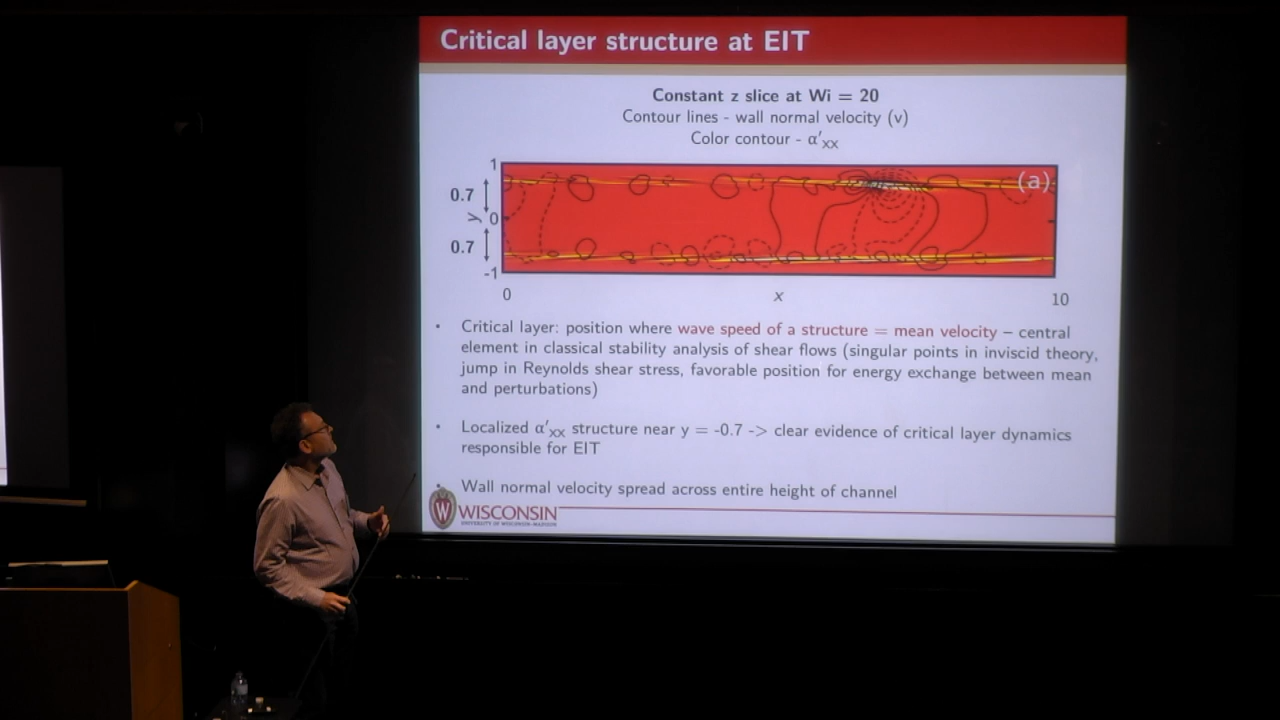 Critical layer structure at EIT
Constant z slice at Wi = 20
Contour lines - wall normal velocity (v)
Color contour - α′xx
1
(a)
0.7
y
0
0.7
-1
0
x
10
• Critical layer: position where wave speed of a structure = mean velocity – central
element in classical stability analysis of shear flows (singular points in inviscid theory,
jump in Reynolds shear stress, favorable position for energy exchange between mean
and perturbations)
• Localized α′xx structure near y = -0.7 -> clear evidence of critical layer dynamics
responsible for EIT
• Wall normal velocity spread across entire height of channel
W WISCONSIN
UNIVERSITY OF WISCONSIN-MADISON